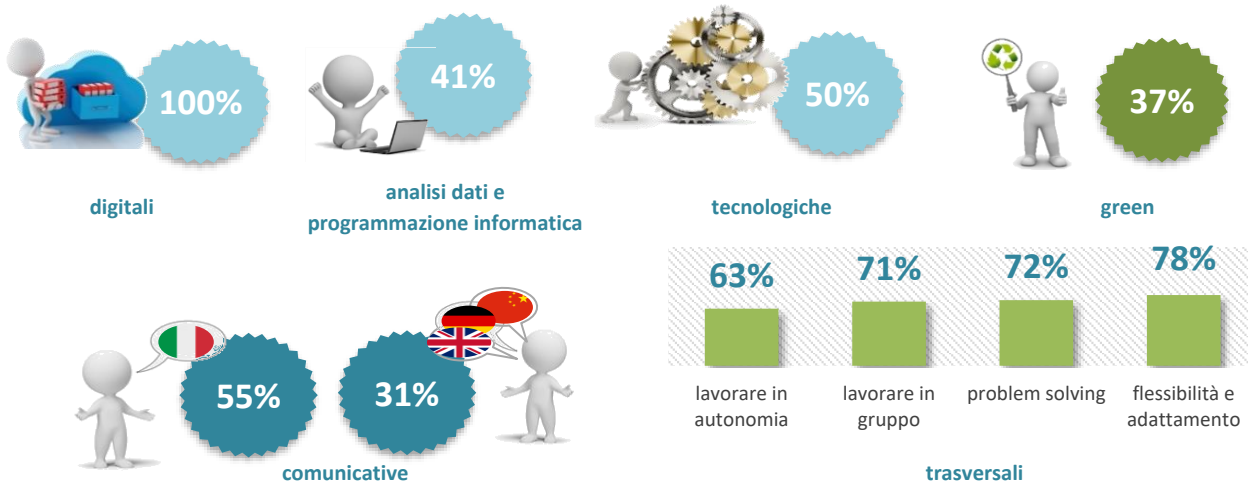 100%
41%
50%
37%
digitali
analisi dati e
programmazione informatica
tecnologiche
green
55%
31%
comunicative
63%
71%
72%
78%
lavorare in
autonomia
lavorare in
gruppo
problem solving
flessibilità e
adattamento
trasversali